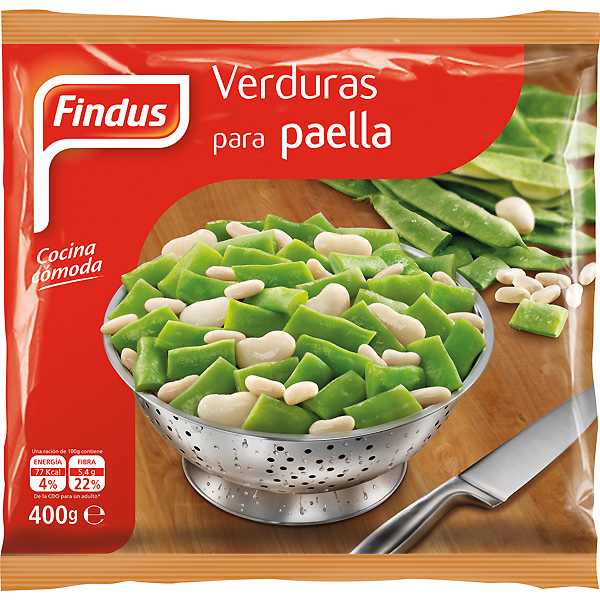 Findus
Verduras
para paella
Cocina
cómoda
Una ración de 100g contiene
ENERGÍA FIBRA
77 Kcal 5,4 g
4% 22%
De la CDO para un adulto*
400g ℮